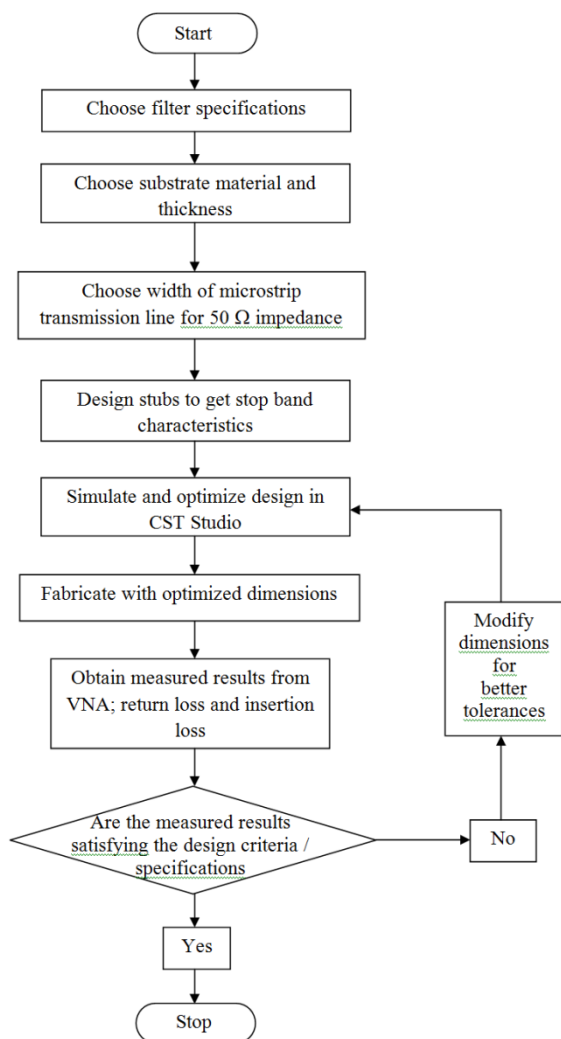 Start
Choose filter specifications
Choose substrate material and
thickness
Choose width of microstrip
transmission line for 50 Ω impedance
Design stubs to get stop band
characteristics
Simulate and optimize design in
CST Studio
Fabricate with optimized dimensions
Modify
dimensions
for
better
tolerances
Obtain measured results from
VNA; return loss and insertion
loss
Are the measured results
satisfying the design criteria /
specifications
No
Yes
Stop